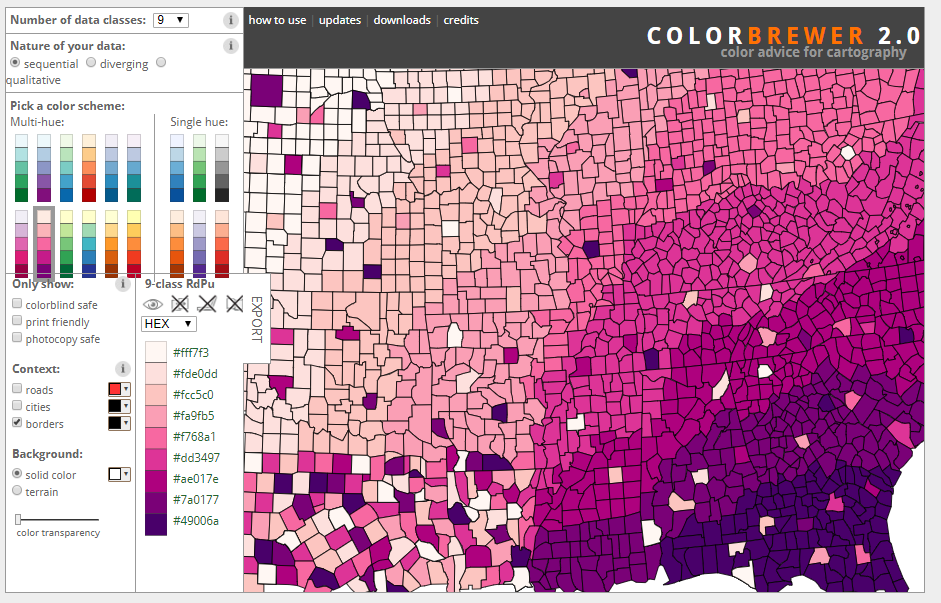 Number of data classes: 9 i
how to use | updates | downloads | credits
COLORBREWER 2.0
color advice for cartography
Nature of your data: i
sequential diverging
qualitative
Pick a color scheme:
Multi-hue: Single hue:
Only show: i
colorblind safe
print friendly
photocopy safe
Context: i
roads
cities
borders
Background:
solid color
terrain
color transparency
9-class RdPu
EXPORT
HEX
#fff7f3
#fde0dd
#fcc5c0
#fa9fb5
#f768a1
#dd3497
#ae017e
#7a0177
#49006a